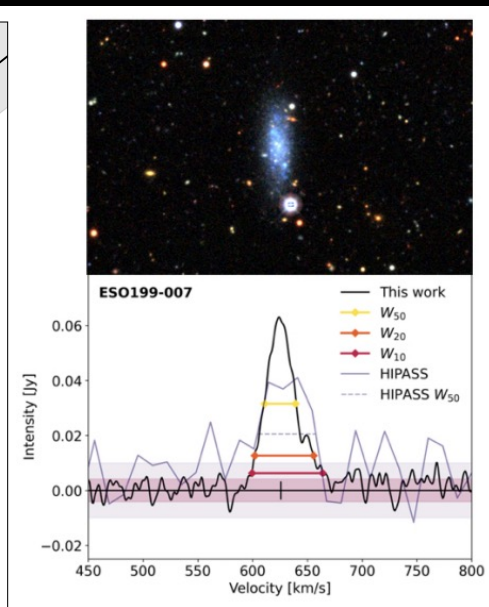 ESO199-007
This work
W50
W20
W10
HIPASS
HIPASS W50
0.06
0.04
0.02
0.00
−0.02
Intensity [Jy]
450 500 550 600 650 700 750 800
Velocity [km/s]